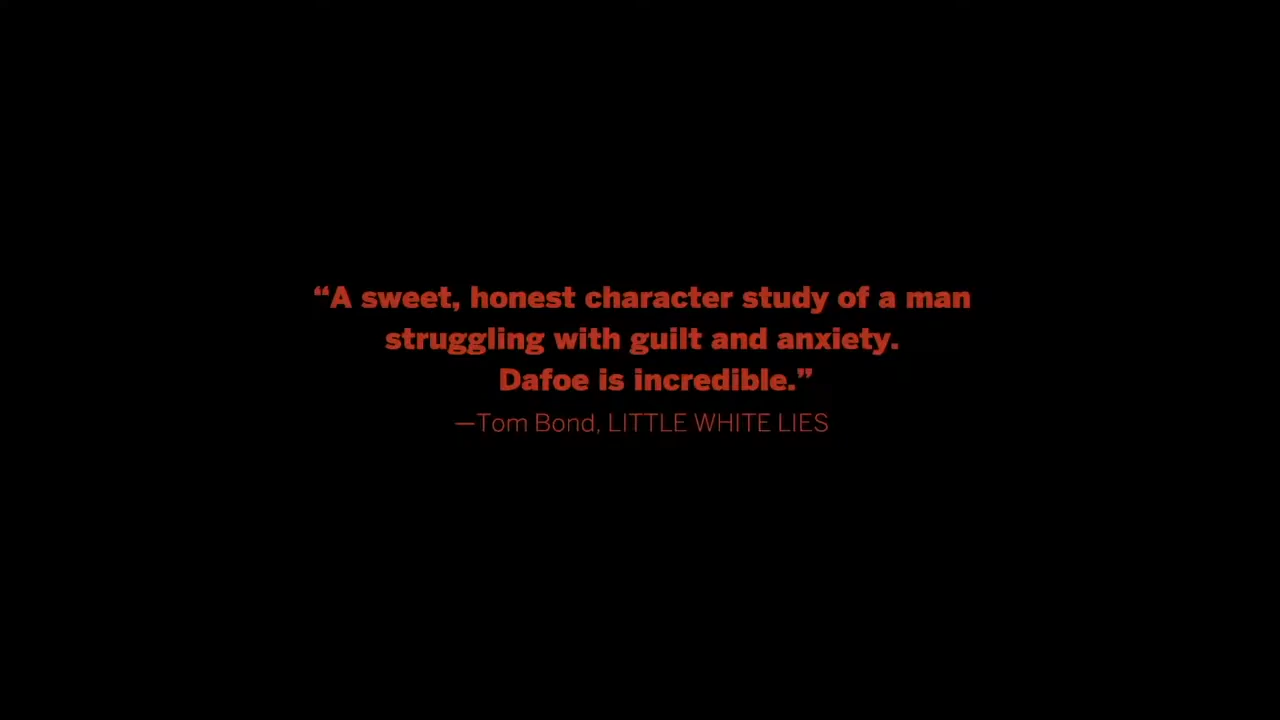 “A sweet, honest character study of a man
struggling with guilt and anxiety.
Dafoe is incredible.”
—Tom Bond, LITTLE WHITE LIES